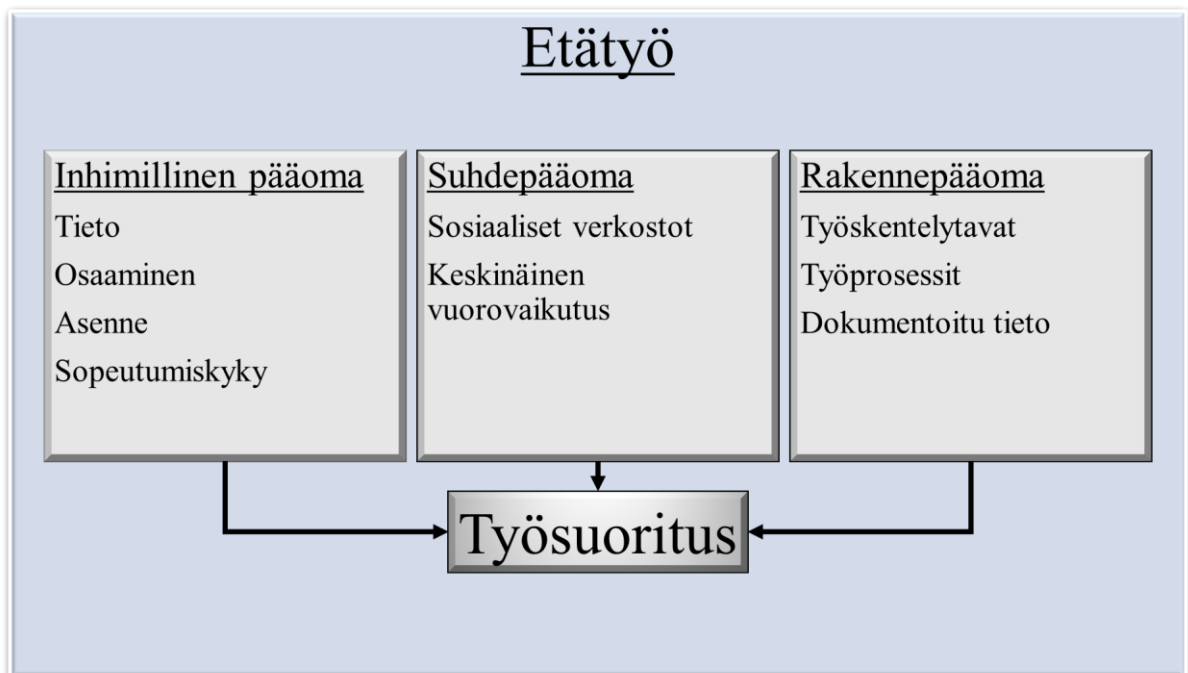 Etätyö
Inhimillinen pääoma
Tieto
Osaaminen
Asenne
Sopeutumiskyky
Suhdepääoma
Sosiaaliset verkostot
Keskinäinen
vuorovaikutus
Rakennepääoma
Työskentelytavat
Työprosessit
Dokumentoitu tieto
Työsuoritus